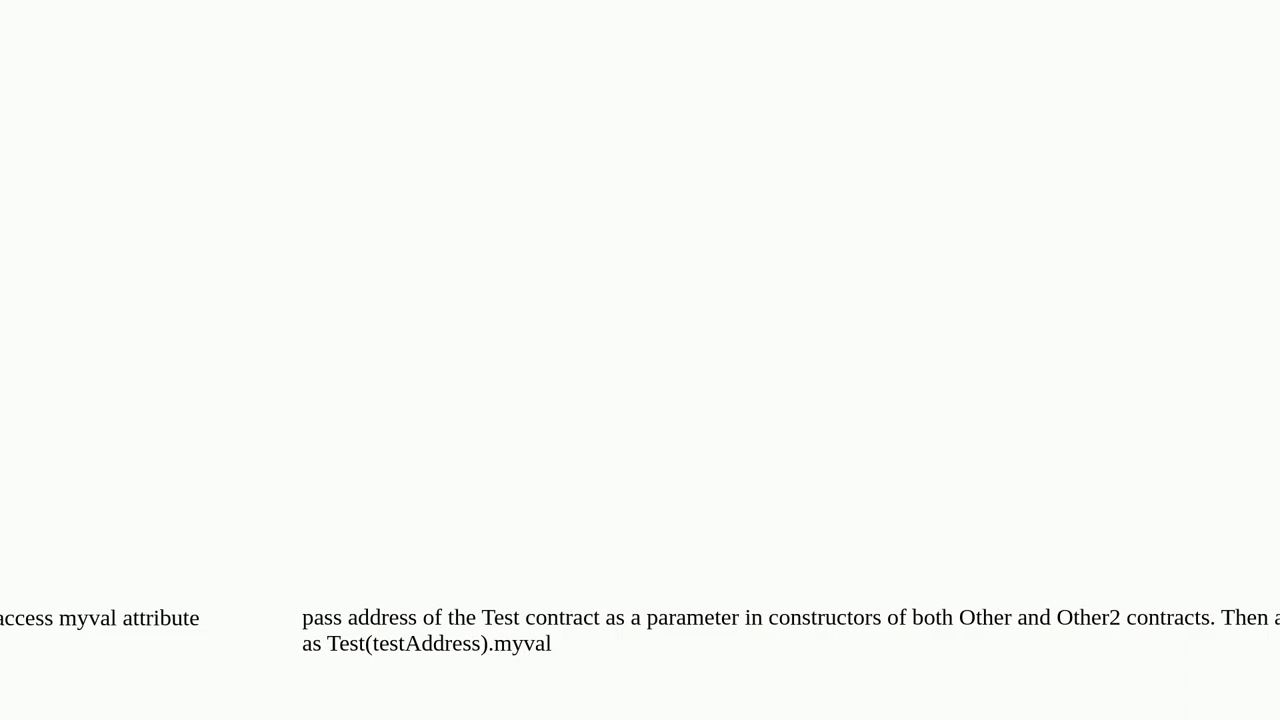 access myval attribute
pass address of the Test contract as a parameter in constructors of both Other and Other2 contracts. Then
as Test(testAddress).myval